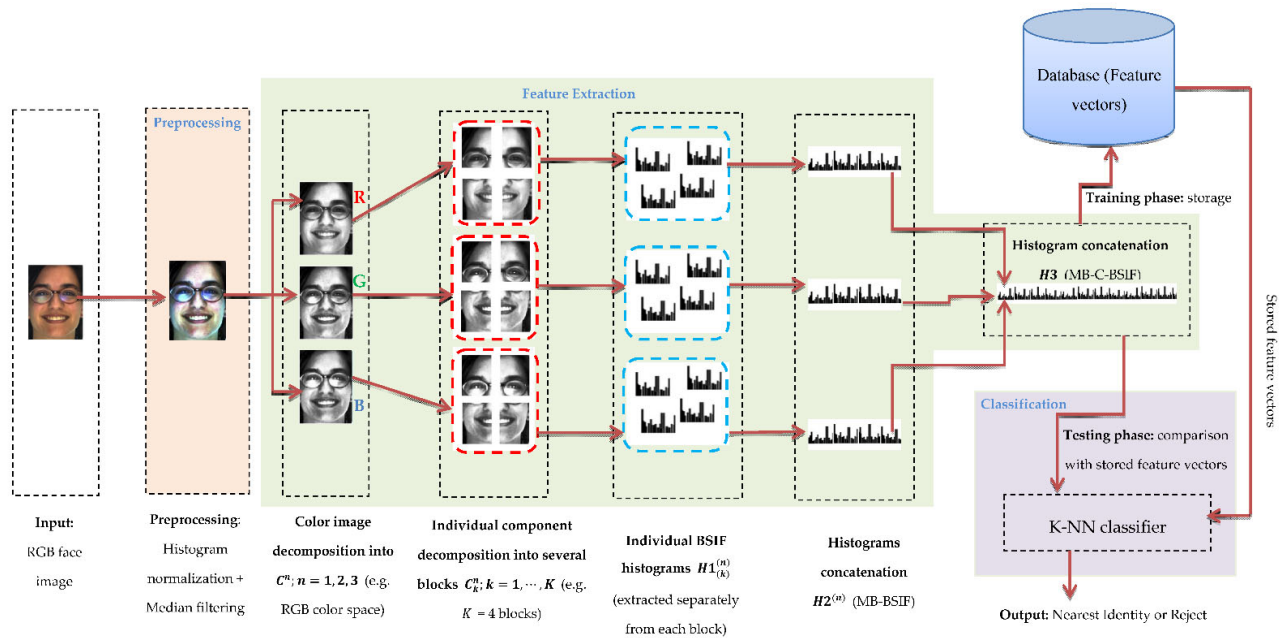 Database (Feature
vectors)
Feature Extraction
Preprocessing
R
G
B
Training phase: storage
Histogram concatenation
H3 (MB-C-BSIF)
Stored feature vectors
Classification
Testing phase: comparison
with stored feature vectors
K-NN classifier
Output: Nearest Identity or Reject
Input:
RGB face
image
Preprocessing:
Histogram
normalization +
Median filtering
Color image
decomposition into
Cⁿ; n = 1, 2, 3 (e.g.
RGB color space)
Individual component
decomposition into several
blocks Cₖⁿ; k = 1, ⋯, K (e.g.
K = 4 blocks)
Individual BSIF
histograms H1₍ₖ₎⁽ⁿ⁾
(extracted separately
from each block)
Histograms
concatenation
H2⁽ⁿ⁾ (MB-BSIF)